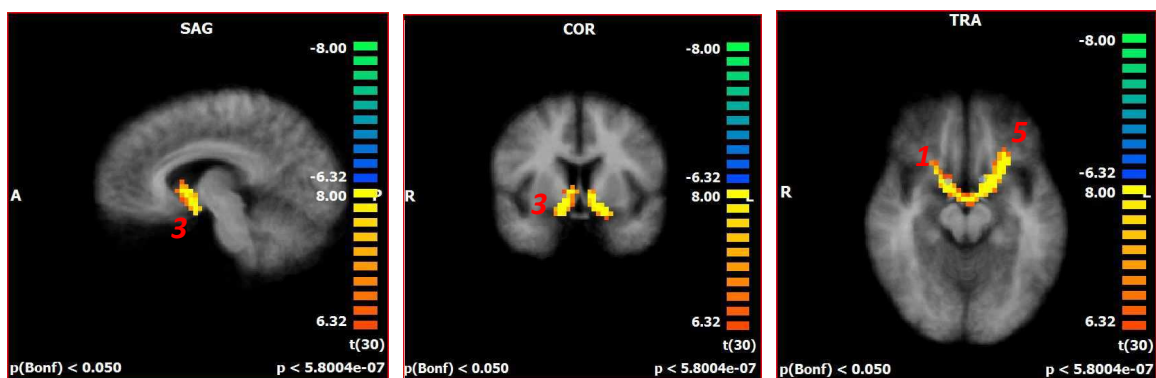 SAG
-8.00
-6.32
8.00
A
P
3
6.32
t(30)
p(Bonf) < 0.050
p < 5.8004e-07
COR
-8.00
-6.32
8.00
R
L
3
6.32
t(30)
p(Bonf) < 0.050
p < 5.8004e-07
TRA
-8.00
5
1
-6.32
8.00
R
L
6.32
t(30)
p(Bonf) < 0.050
p < 5.8004e-07